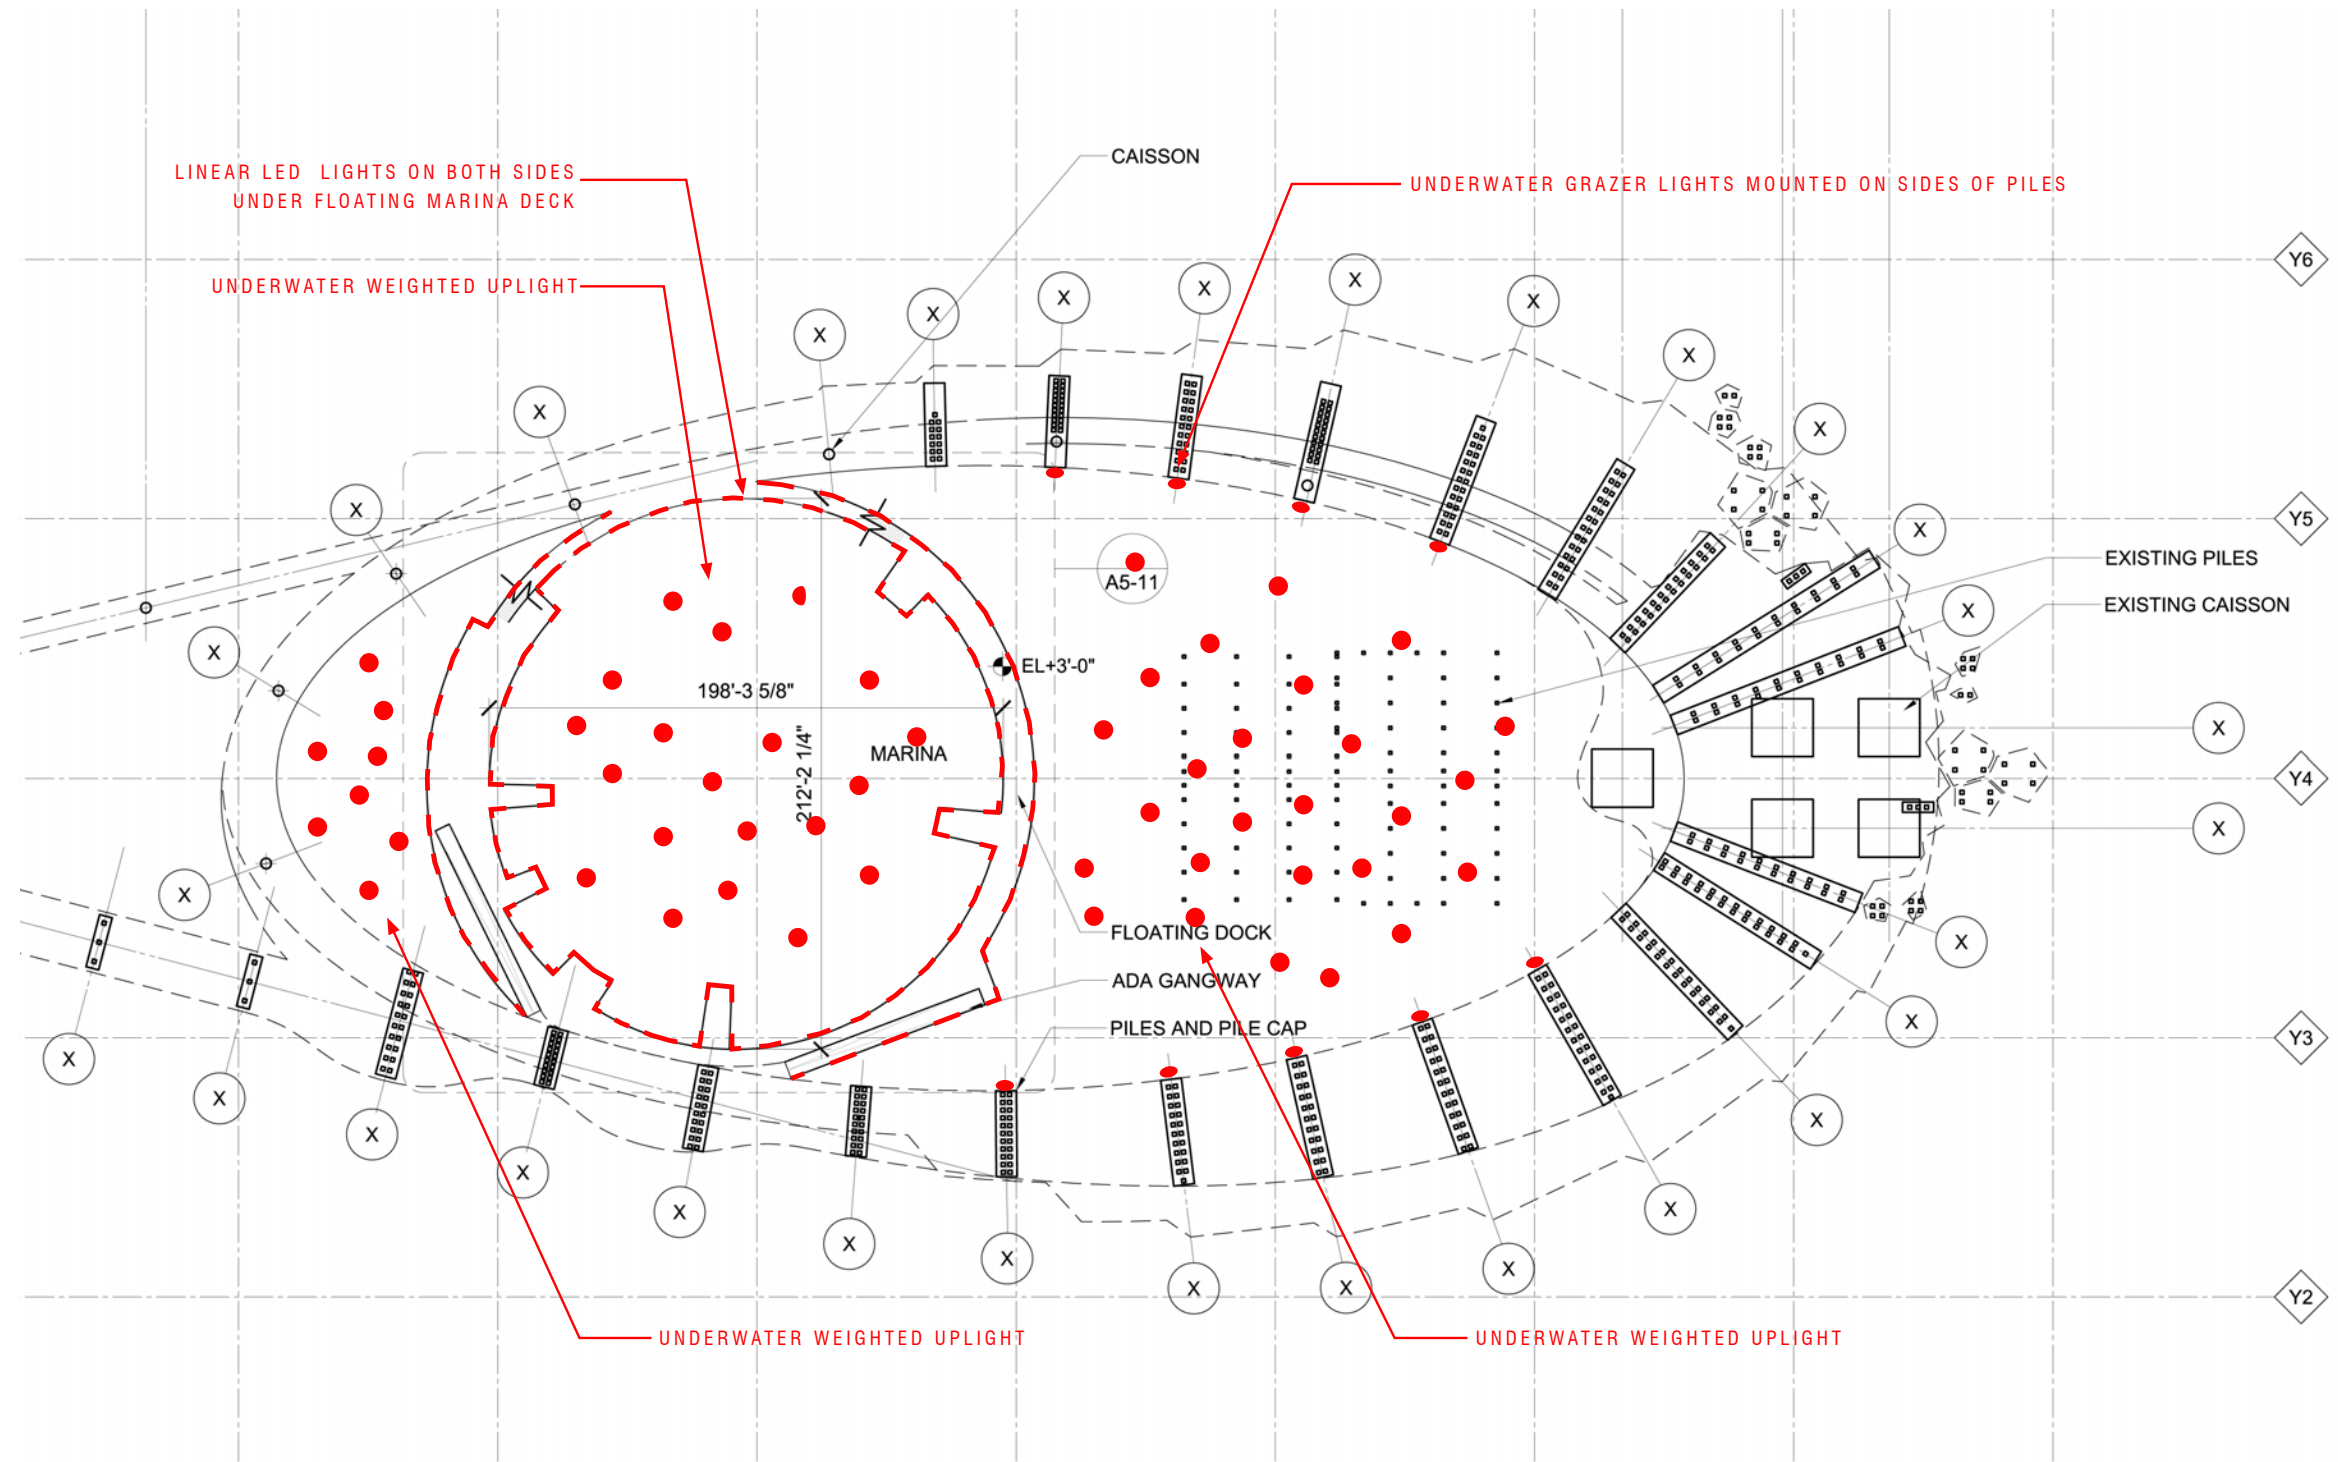 CAISSON
LINEAR LED LIGHTS ON BOTH SIDES
UNDER FLOATING MARINA DECK
UNDERWATER GRAZER LIGHTS MOUNTED ON SIDES OF PILES
Y6
UNDERWATER WEIGHTED UPLIGHT
X
X
X
X
X
X
X
X
X
X
X
Y5
X
EXISTING PILES
A5-11
EXISTING CAISSON
X
X
EL+3'-0"
198'-3 5/8"
X
MARINA
212'-2 1/4"
Y4
X
X
FLOATING DOCK
X
ADA GANGWAY
X
PILES AND PILE CAP
Y3
X
X
X
X
X
X
X
X
X
X
X
X
X
Y2
UNDERWATER WEIGHTED UPLIGHT
UNDERWATER WEIGHTED UPLIGHT